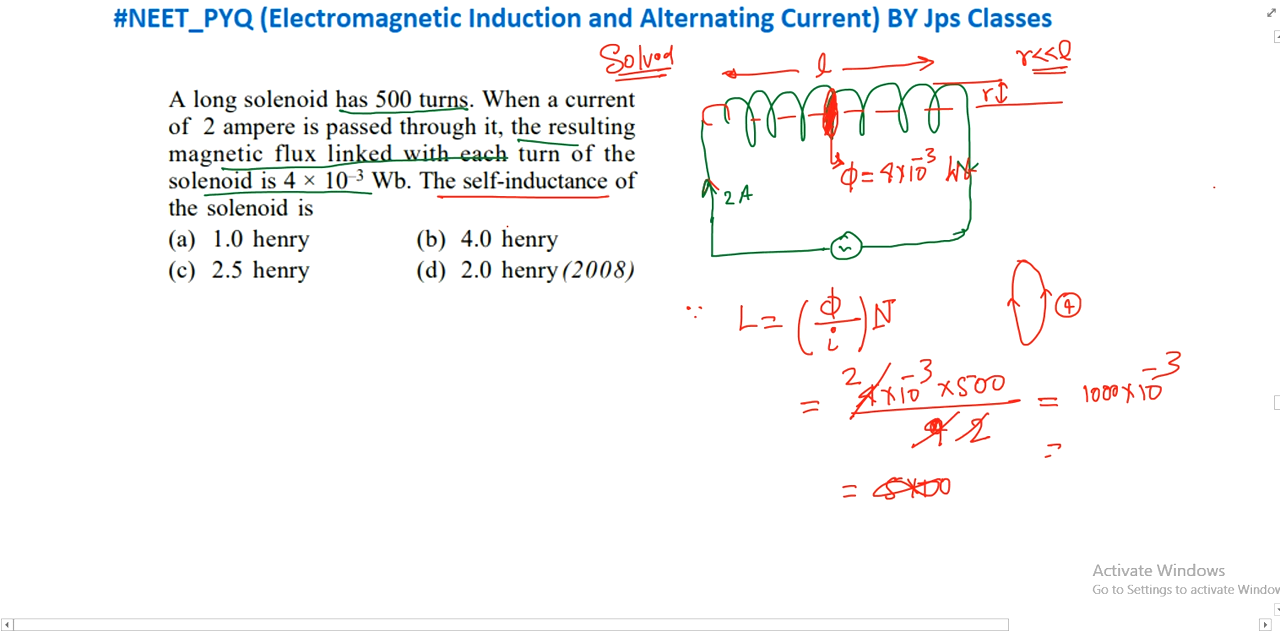 #NEET_PYQ (Electromagnetic Induction and Alternating Current) BY Jps Classes
Solved
l
r<<l
r
A long solenoid has 500 turns. When a current
of 2 ampere is passed through it, the resulting
magnetic flux linked with each turn of the
solenoid is 4 × 10⁻³ Wb. The self-inductance of
the solenoid is
(a) 1.0 henry (b) 4.0 henry
(c) 2.5 henry (d) 2.0 henry (2008)
ϕ = 4×10⁻³ Wb
2A
∵ L = (ϕ/i) N
= 4×10⁻³ ×500 / 2 = 1000×10⁻³
2
=
=
Activate Windows
Go to Settings to activate Window